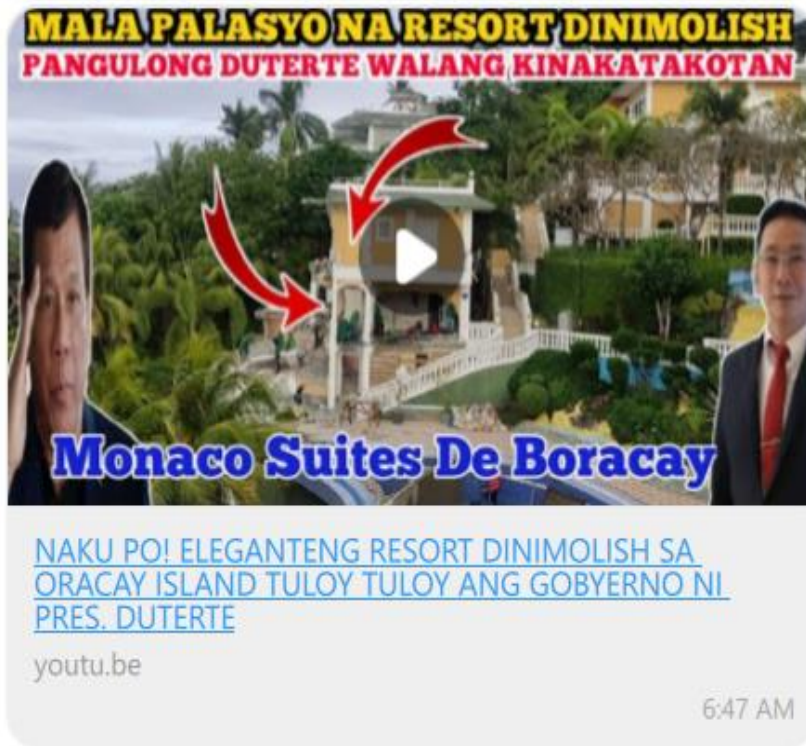 MALA PALASYO NA RESORT DINIMOLISH
PANGULONG DUTERTE WALANG KINAKATAKOTAN
Monaco Suites De Boracay
NAKU PO! ELEGANTENG RESORT DINIMOLISH SA
ORACAY ISLAND TULOY TULOY ANG GOBYERNO NI
PRES. DUTERTE
youtu.be
6:47 AM